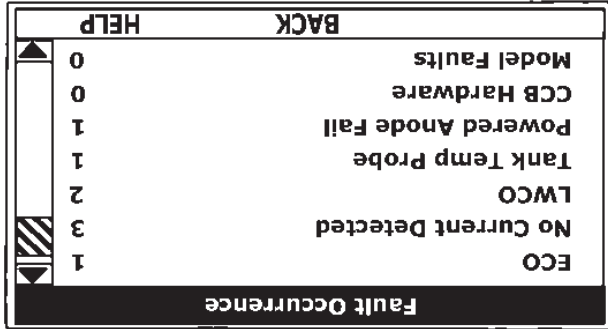 Fault Occurrence
ECO 1
No Current Detected 3
LWCO 2
Tank Temp Probe 1
Powered Anode Fail 1
CCB Hardware 0
Model Faults 0
BACK HELP